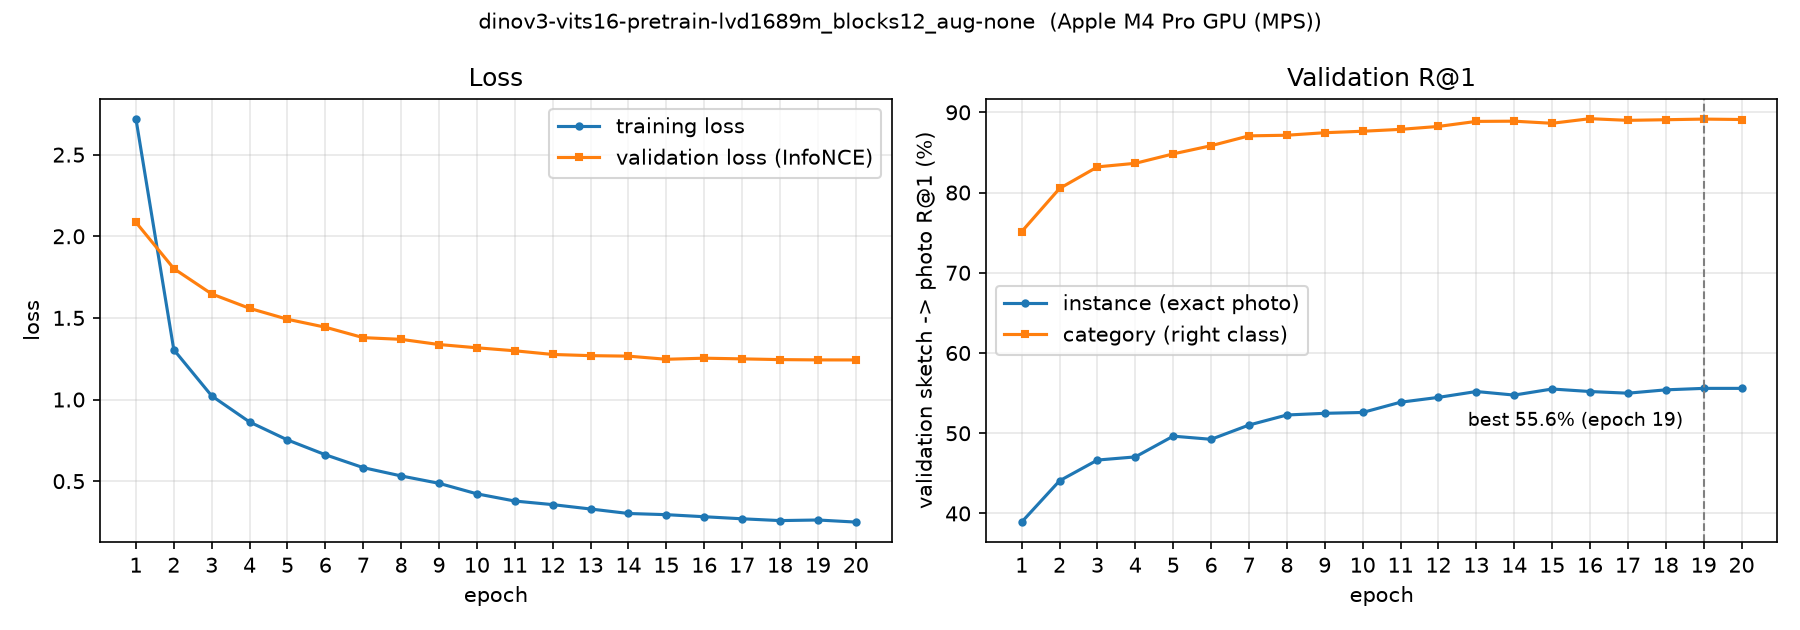 dinov3-vits16-pretrain-lvd1689m_blocks12_aug-none  (Apple M4 Pro GPU (MPS))
Loss
training loss
validation loss (InfoNCE)
2.5
2.0
1.5
1.0
0.5
loss
1 2 3 4 5 6 7 8 9 10 11 12 13 14 15 16 17 18 19 20
epoch
Validation R@1
90
80
70
60
50
40
validation sketch -> photo R@1 (%)
instance (exact photo)
category (right class)
best 55.6% (epoch 19)
1 2 3 4 5 6 7 8 9 10 11 12 13 14 15 16 17 18 19 20
epoch